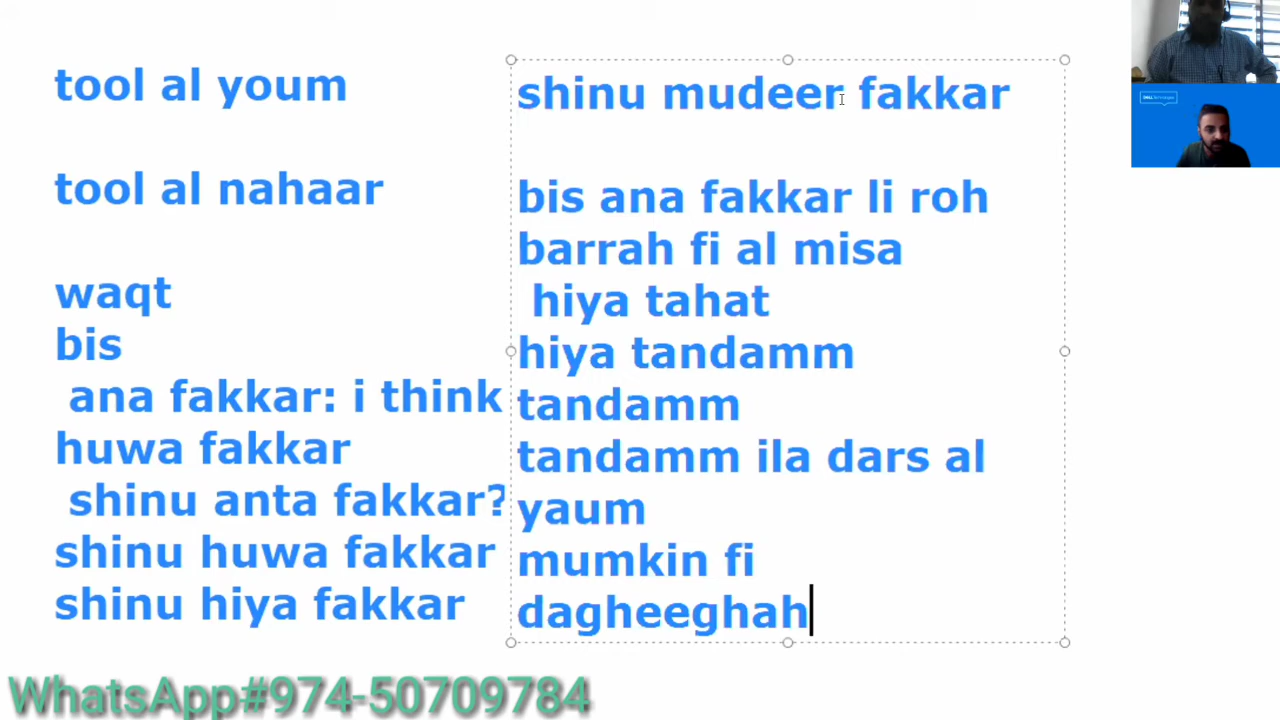 tool al youm
tool al nahaar
waqt
bis
ana fakkar: i think
huwa fakkar
shinu anta fakkar?
shinu huwa fakkar
shinu hiya fakkar
shinu mudeer fakkar
bis ana fakkar li roh
barrah fi al misa
hiya tahat
hiya tandamm
tandamm
tandamm ila dars al
yaum
mumkin fi
dagheeghah
WhatsApp#974-50709784